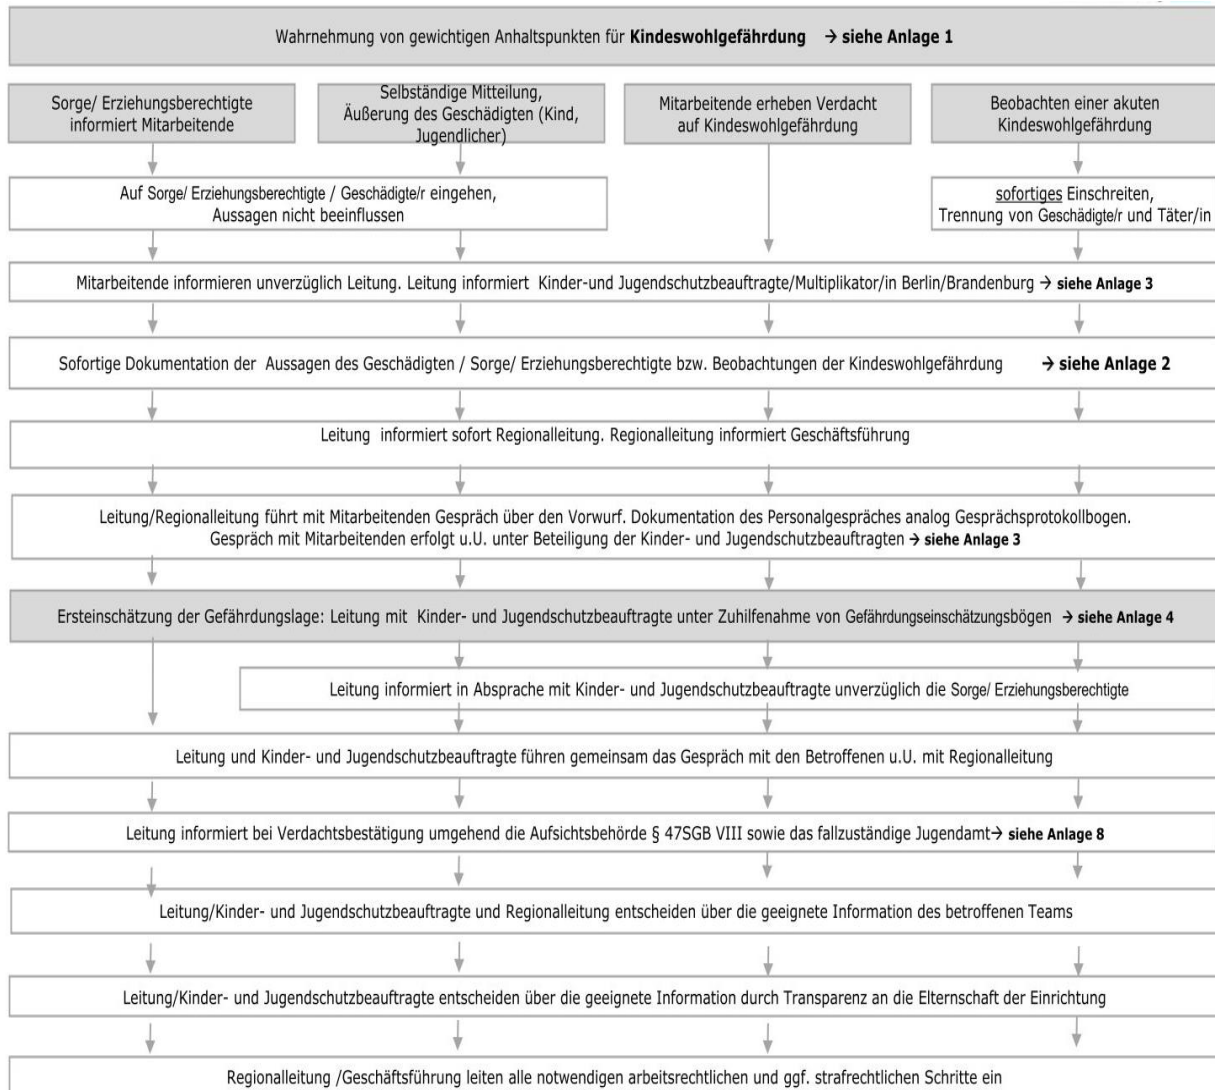 Wahrnehmung von gewichtigen Anhaltspunkten für Kindeswohlgefährdung → siehe Anlage 1
Sorge/ Erziehungsberechtigte
informiert Mitarbeitende
Selbständige Mitteilung,
Äußerung des Geschädigten (Kind,
Jugendlicher)
Mitarbeitende erheben Verdacht
auf Kindeswohlgefährdung
Beobachten einer akuten
Kindeswohlgefährdung
Auf Sorge/ Erziehungsberechtigte / Geschädigte/r eingehen,
Aussagen nicht beeinflussen
sofortiges Einschreiten,
Trennung von Geschädigte/r und Täter/in
Mitarbeitende informieren unverzüglich Leitung. Leitung informiert Kinder-und Jugendschutzbeauftragte/Multiplikator/in Berlin/Brandenburg → siehe Anlage 3
Sofortige Dokumentation der Aussagen des Geschädigten / Sorge/ Erziehungsberechtigte bzw. Beobachtungen der Kindeswohlgefährdung → siehe Anlage 2
Leitung informiert sofort Regionalleitung. Regionalleitung informiert Geschäftsführung
Leitung/Regionalleitung führt mit Mitarbeitenden Gespräch über den Vorwurf. Dokumentation des Personalgespräches analog Gesprächsprotokollbogen.
Gespräch mit Mitarbeitenden erfolgt u.U. unter Beteiligung der Kinder- und Jugendschutzbeauftragten → siehe Anlage 3
Ersteinschätzung der Gefährdungslage: Leitung mit Kinder- und Jugendschutzbeauftragte unter Zuhilfenahme von Gefährdungseinschätzungsbögen → siehe Anlage 4
Leitung informiert in Absprache mit Kinder- und Jugendschutzbeauftragte unverzüglich die Sorge/ Erziehungsberechtigte
Leitung und Kinder- und Jugendschutzbeauftragte führen gemeinsam das Gespräch mit den Betroffenen u.U. mit Regionalleitung
Leitung informiert bei Verdachtsbestätigung umgehend die Aufsichtsbehörde § 47SGB VIII sowie das fallzuständige Jugendamt→ siehe Anlage 8
Leitung/Kinder- und Jugendschutzbeauftragte und Regionalleitung entscheiden über die geeignete Information des betroffenen Teams
Leitung/Kinder- und Jugendschutzbeauftragte entscheiden über die geeignete Information durch Transparenz an die Elternschaft der Einrichtung
Regionalleitung /Geschäftsführung leiten alle notwendigen arbeitsrechtlichen und ggf. strafrechtlichen Schritte ein